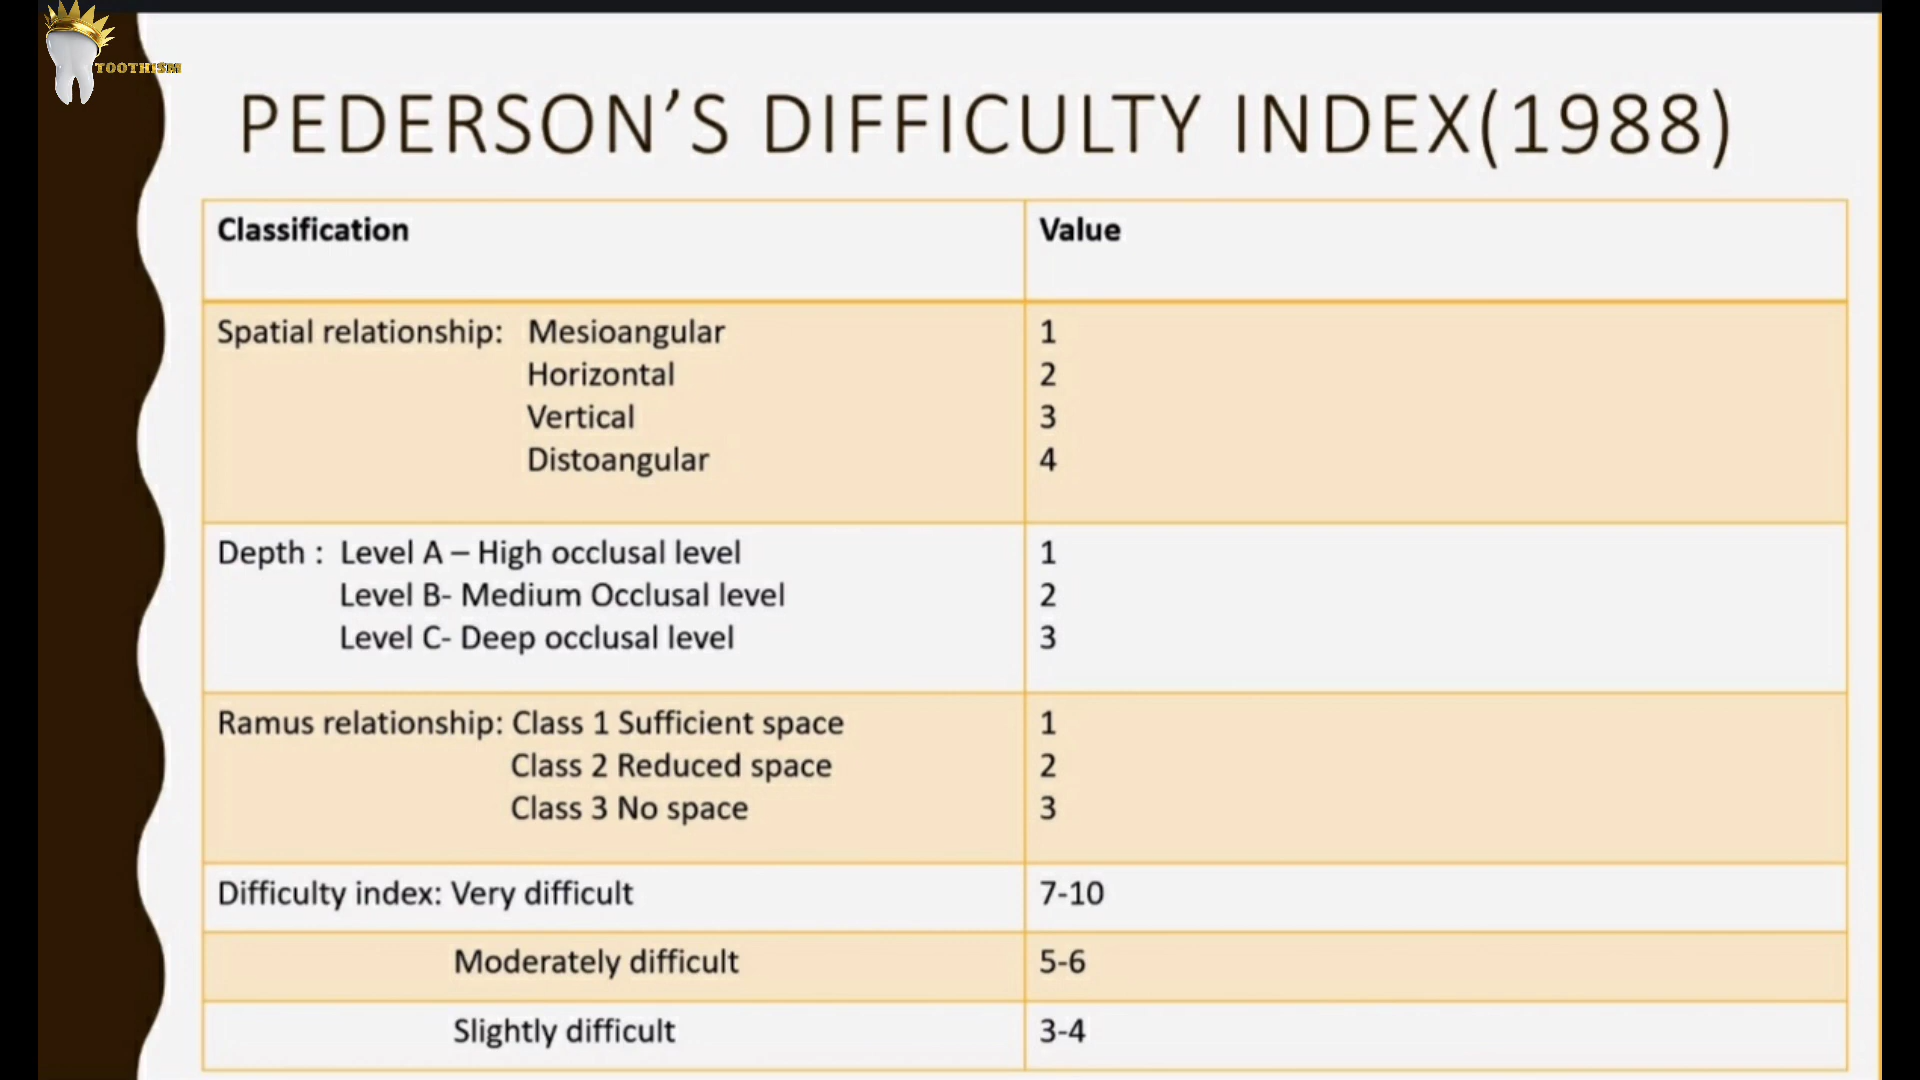 TOOTHISM
PEDERSON’S DIFFICULTY INDEX(1988)
Classification Value
Spatial relationship: Mesioangular 1
Horizontal 2
Vertical 3
Distoangular 4
Depth : Level A – High occlusal level 1
Level B- Medium Occlusal level 2
Level C- Deep occlusal level 3
Ramus relationship: Class 1 Sufficient space 1
Class 2 Reduced space 2
Class 3 No space 3
Difficulty index: Very difficult 7-10
Moderately difficult 5-6
Slightly difficult 3-4